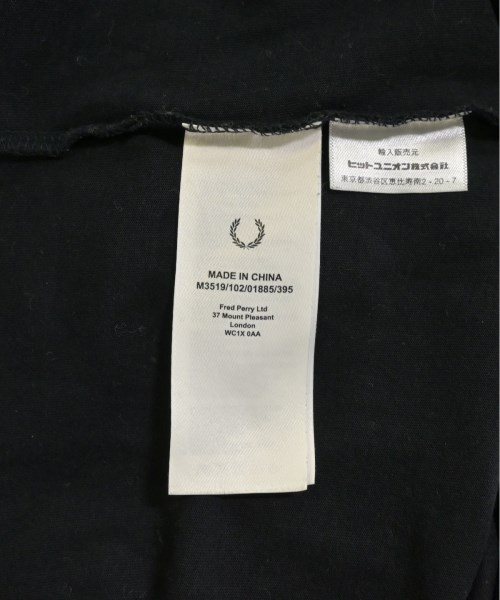 MADE IN CHINA
M3519/102/01885/395
Fred Perry Ltd
37 Mount Pleasant
London
WC1X 0AA
輸入販売元
ヒットユニオン株式会社
東京都渋谷区恵比寿南2-20-7